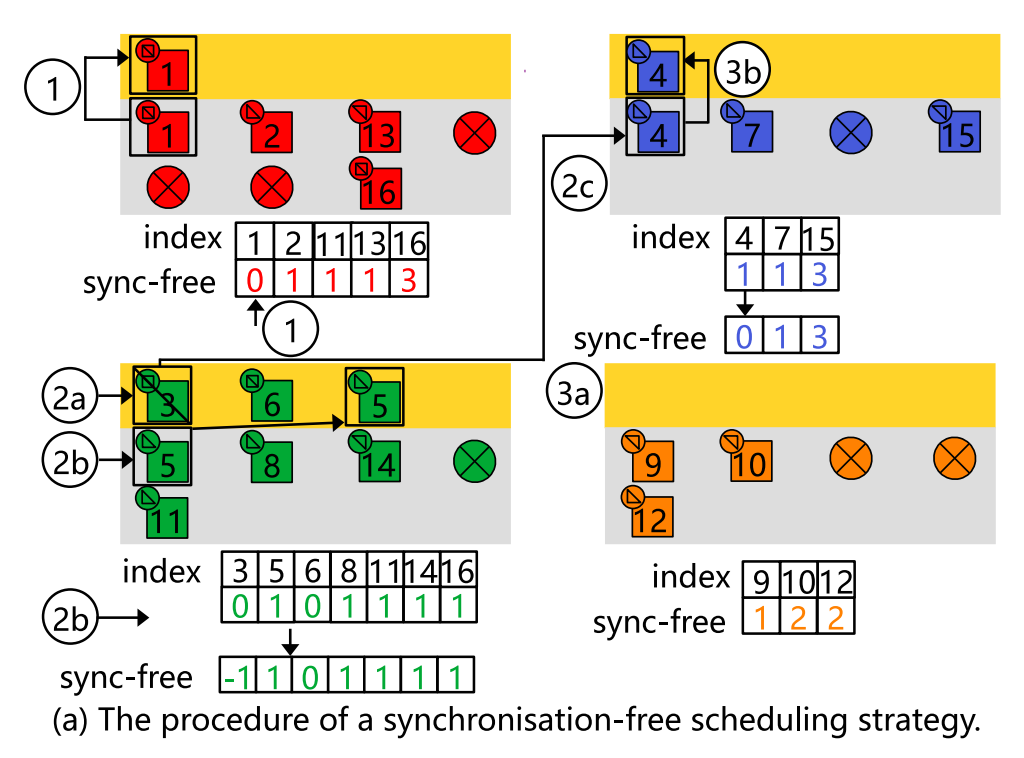 1
1
1 2 13
16
index 1 2 11 13 16
sync-free 0 1 1 1 3
1
4
3b
4 7 15
2c
index 4 7 15
1 1 3
sync-free 0 1 3
2a
3 6 5
2b
5 8 14
11
index 3 5 6 8 11 14 16
0 1 0 1 1 1 1
2b
sync-free -1 1 0 1 1 1 1
3a
9 10
12
index 9 10 12
sync-free 1 2 2
(a) The procedure of a synchronisation-free scheduling strategy.